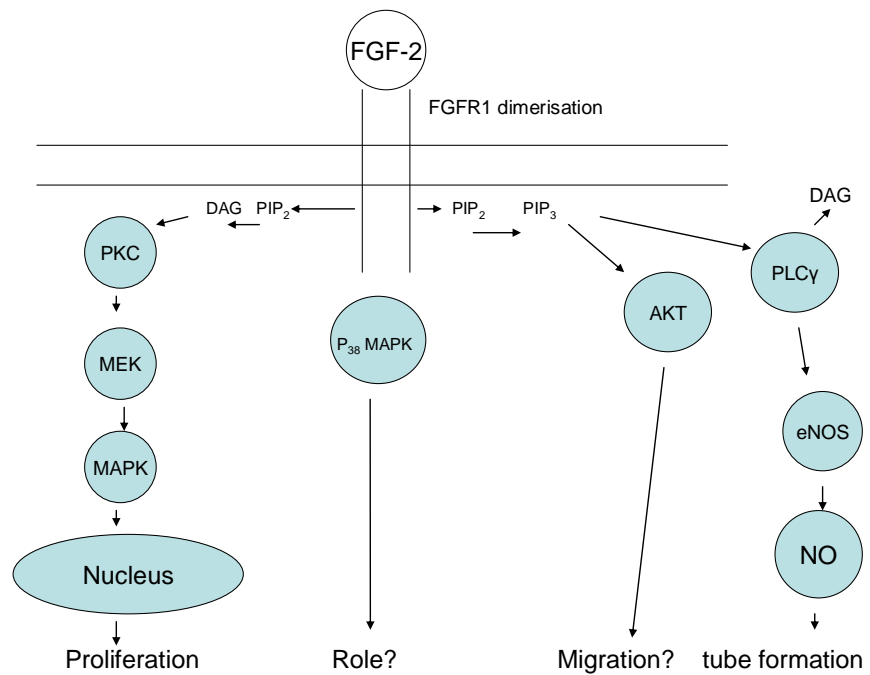 FGF-2
FGFR1 dimerisation
DAG PIP₂ PIP₂ PIP₃
DAG
PKC
PLCγ
AKT
P₃₈ MAPK
MEK
eNOS
MAPK
NO
Nucleus
Proliferation Role? Migration? tube formation